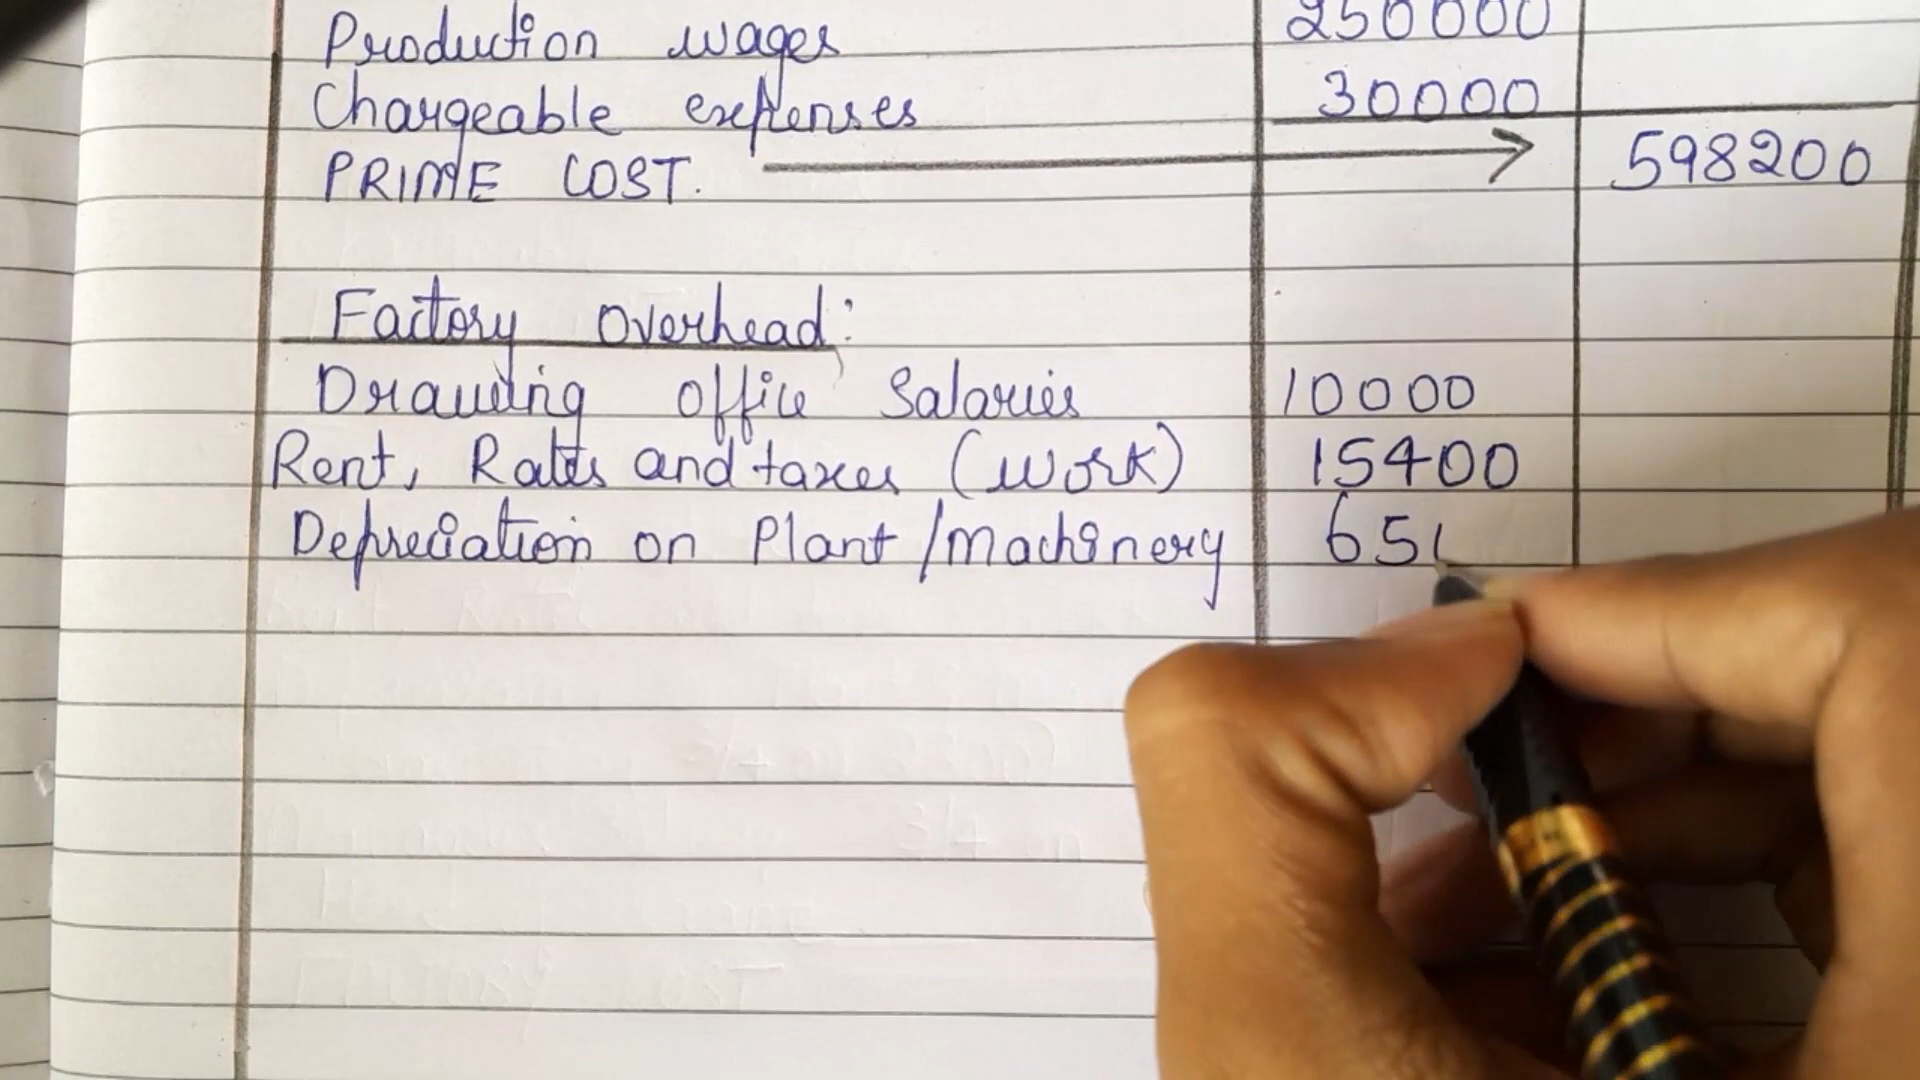 Production wages 250000
Chargeable expenses 30000
PRIME COST. 598200
Factory Overhead:
Drawing office Salaries 10000
Rent, Rates and taxes (Work) 15400
Depreciation on Plant/Machinery 65